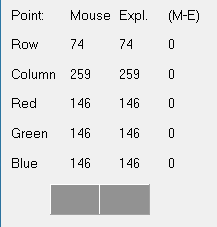 Point: Mouse Expl. (M-E)
Row 74 74 0
Column 259 259 0
Red 146 146 0
Green 146 146 0
Blue 146 146 0